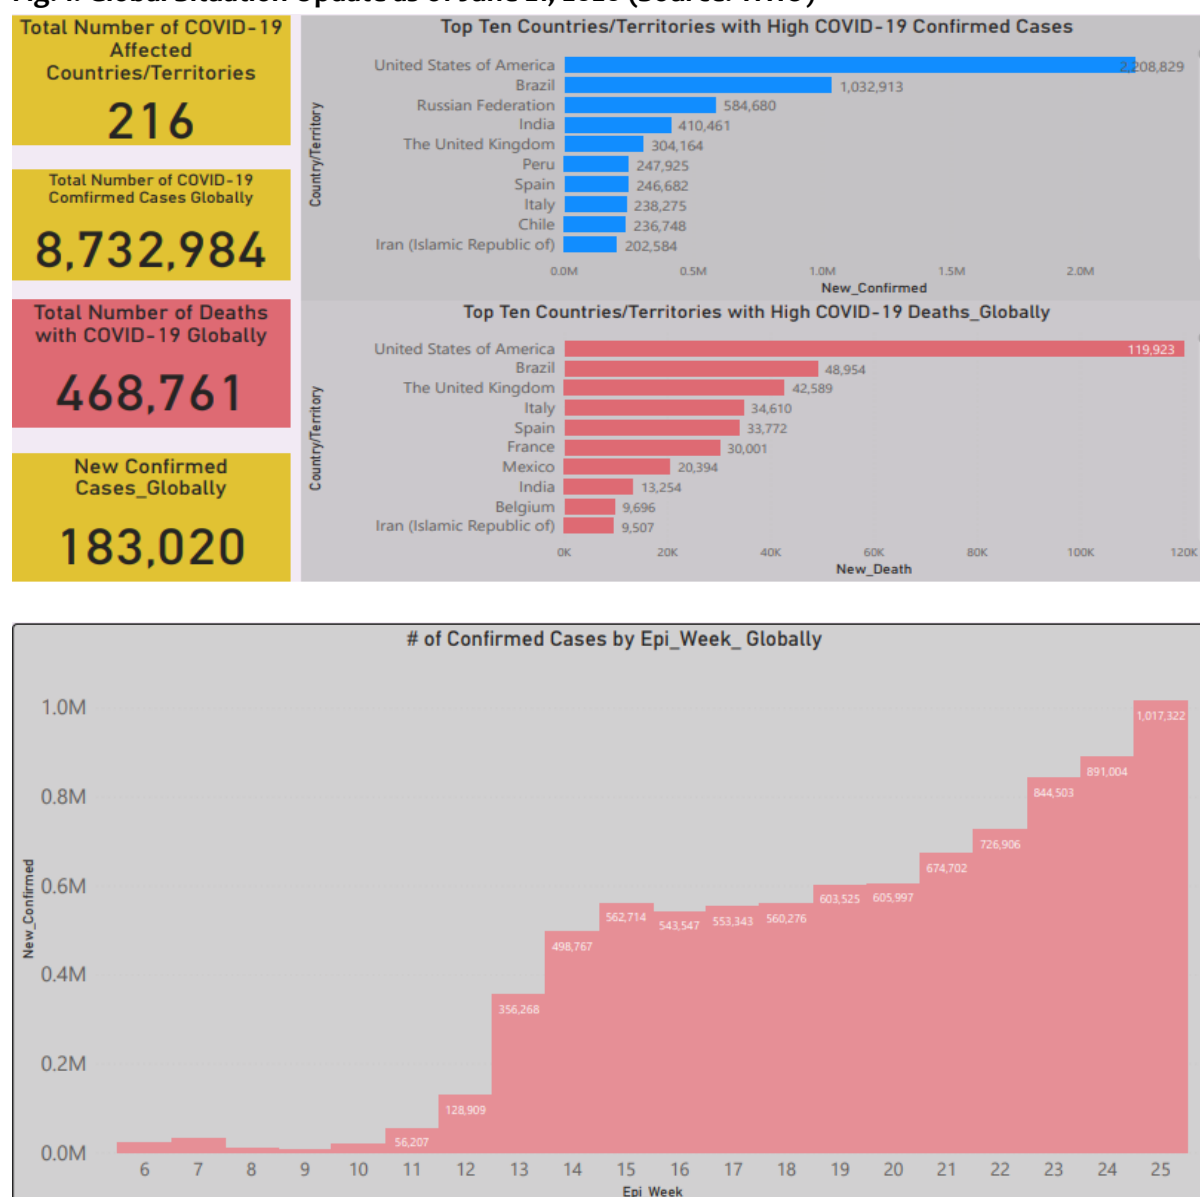 Total Number of COVID-19
Affected
Countries/Territories
216
Total Number of COVID-19
Comfirmed Cases Globally
8,732,984
Total Number of Deaths
with COVID-19 Globally
468,761
New Confirmed
Cases_Globally
183,020
Top Ten Countries/Territories with High COVID-19 Confirmed Cases
Country/Territory
United States of America 2,208,829
Brazil 1,032,913
Russian Federation 584,680
India 410,461
The United Kingdom 304,164
Peru 247,925
Spain 246,682
Italy 238,275
Chile 236,748
Iran (Islamic Republic of) 202,584
0.0M 0.5M 1.0M 1.5M 2.0M
New_Confirmed
Top Ten Countries/Territories with High COVID-19 Deaths_Globally
Country/Territory
United States of America 119,923
Brazil 48,954
The United Kingdom 42,589
Italy 34,610
Spain 33,772
France 30,001
Mexico 20,394
India 13,254
Belgium 9,696
Iran (Islamic Republic of) 9,507
0K 20K 40K 60K 80K 100K 120K
New_Death
# of Confirmed Cases by Epi_Week_ Globally
New_Confirmed
1.0M
0.8M
0.6M
0.4M
0.2M
0.0M
56,207
128,909
356,268
498,767
562,714
543,547
553,343
560,276
603,525
605,997
674,702
726,906
844,503
891,004
1,017,322
6 7 8 9 10 11 12 13 14 15 16 17 18 19 20 21 22 23 24 25
Epi_Week